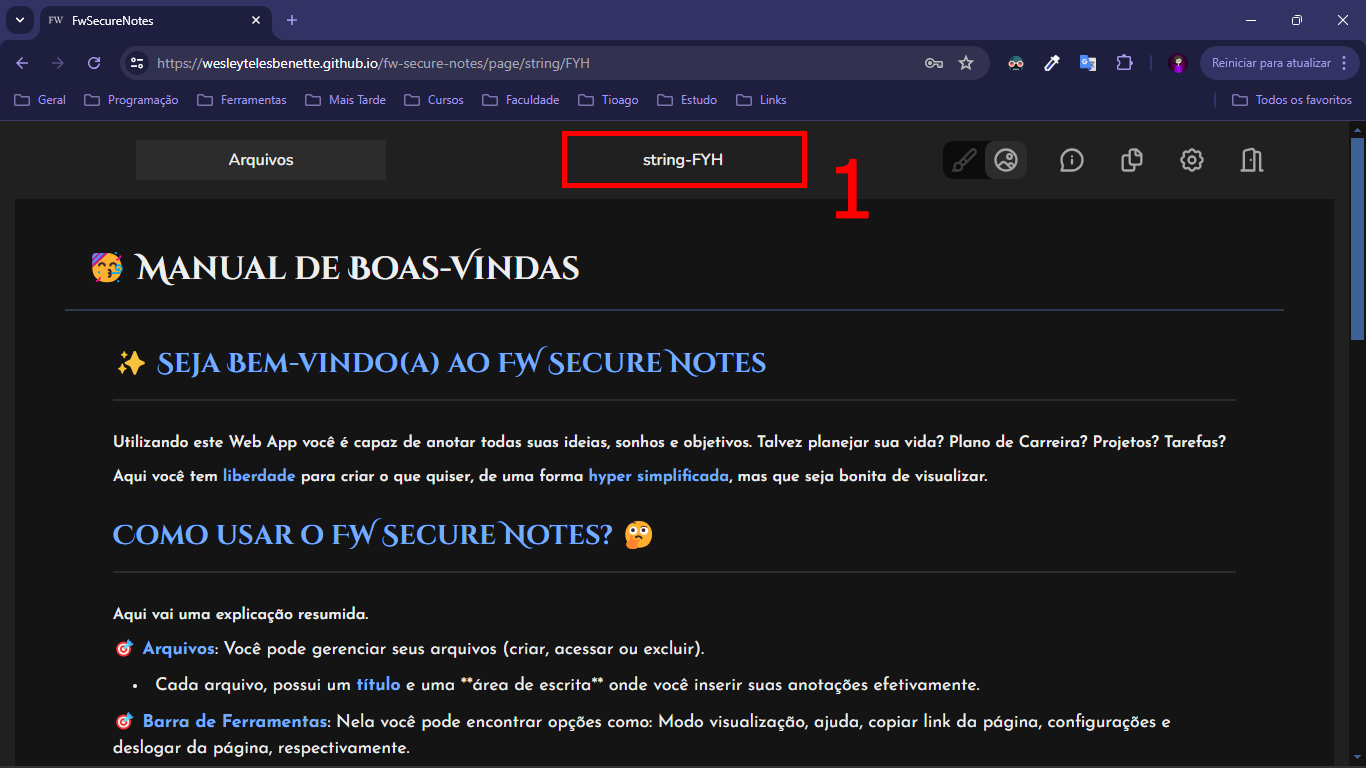 FW FwSecureNotes
https://wesleytelesbenette.github.io/fw-secure-notes/page/string/FYH
Reiniciar para atualizar
Geral Programação Ferramentas Mais Tarde Cursos Faculdade Tioago Estudo Links Todos os favoritos
Arquivos string-FYH
1
🥳 Manual de Boas-Vindas
✨ Seja Bem-vindo(a) ao FW Secure Notes
Utilizando este Web App você é capaz de anotar todas suas ideias, sonhos e objetivos. Talvez planejar sua vida? Plano de Carreira? Projetos? Tarefas?
Aqui você tem liberdade para criar o que quiser, de uma forma hyper simplificada, mas que seja bonita de visualizar.
Como usar o FW Secure Notes? 🤔
Aqui vai uma explicação resumida.
🎯 Arquivos: Você pode gerenciar seus arquivos (criar, acessar ou excluir).
• Cada arquivo, possui um título e uma **área de escrita** onde você inserir suas anotações efetivamente.
🎯 Barra de Ferramentas: Nela você pode encontrar opções como: Modo visualização, ajuda, copiar link da página, configurações e
deslogar da página, respectivamente.